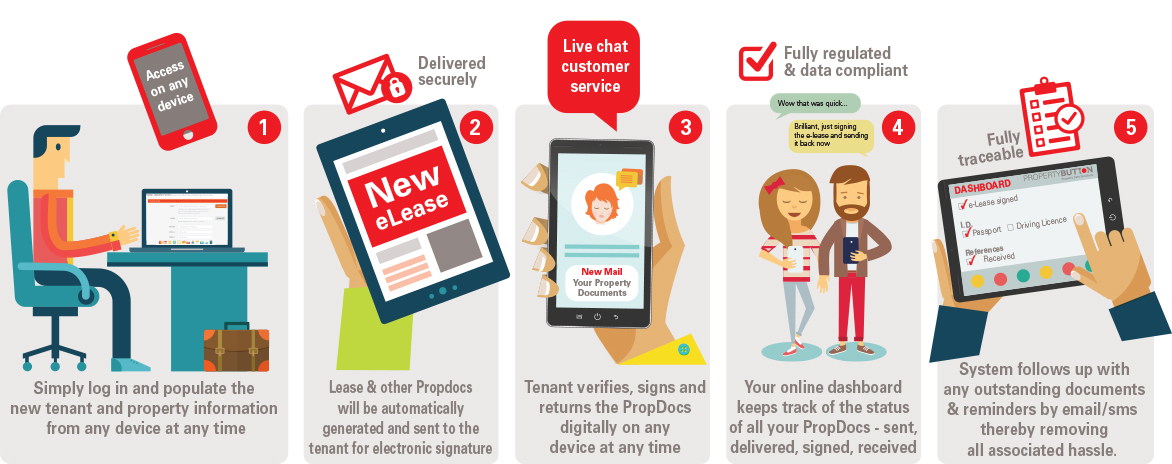 Access
on any
device
1
Simply log in and populate the
new tenant and property information
from any device at any time
Delivered
securely
2
New
eLease
Lease & other Propdocs
will be automatically
generated and sent to the
tenant for electronic signature
Live chat
customer
service
3
New Mail
Your Property
Documents
Tenant verifies, signs and
returns the PropDocs
digitally on any
device at any time
Fully regulated
& data compliant
4
Wow that was quick...
Brilliant, just signing
the e-lease and sending
it back now
Your online dashboard
keeps track of the status
of all your PropDocs - sent,
delivered, signed, received
Fully
traceable
5
DASHBOARD
PROPERTYBUTTON
e-Lease signed
I.D
Passport
Driving Licence
References
Received
System follows up with
any outstanding documents
& reminders by email/sms
thereby removing
all associated hassle.